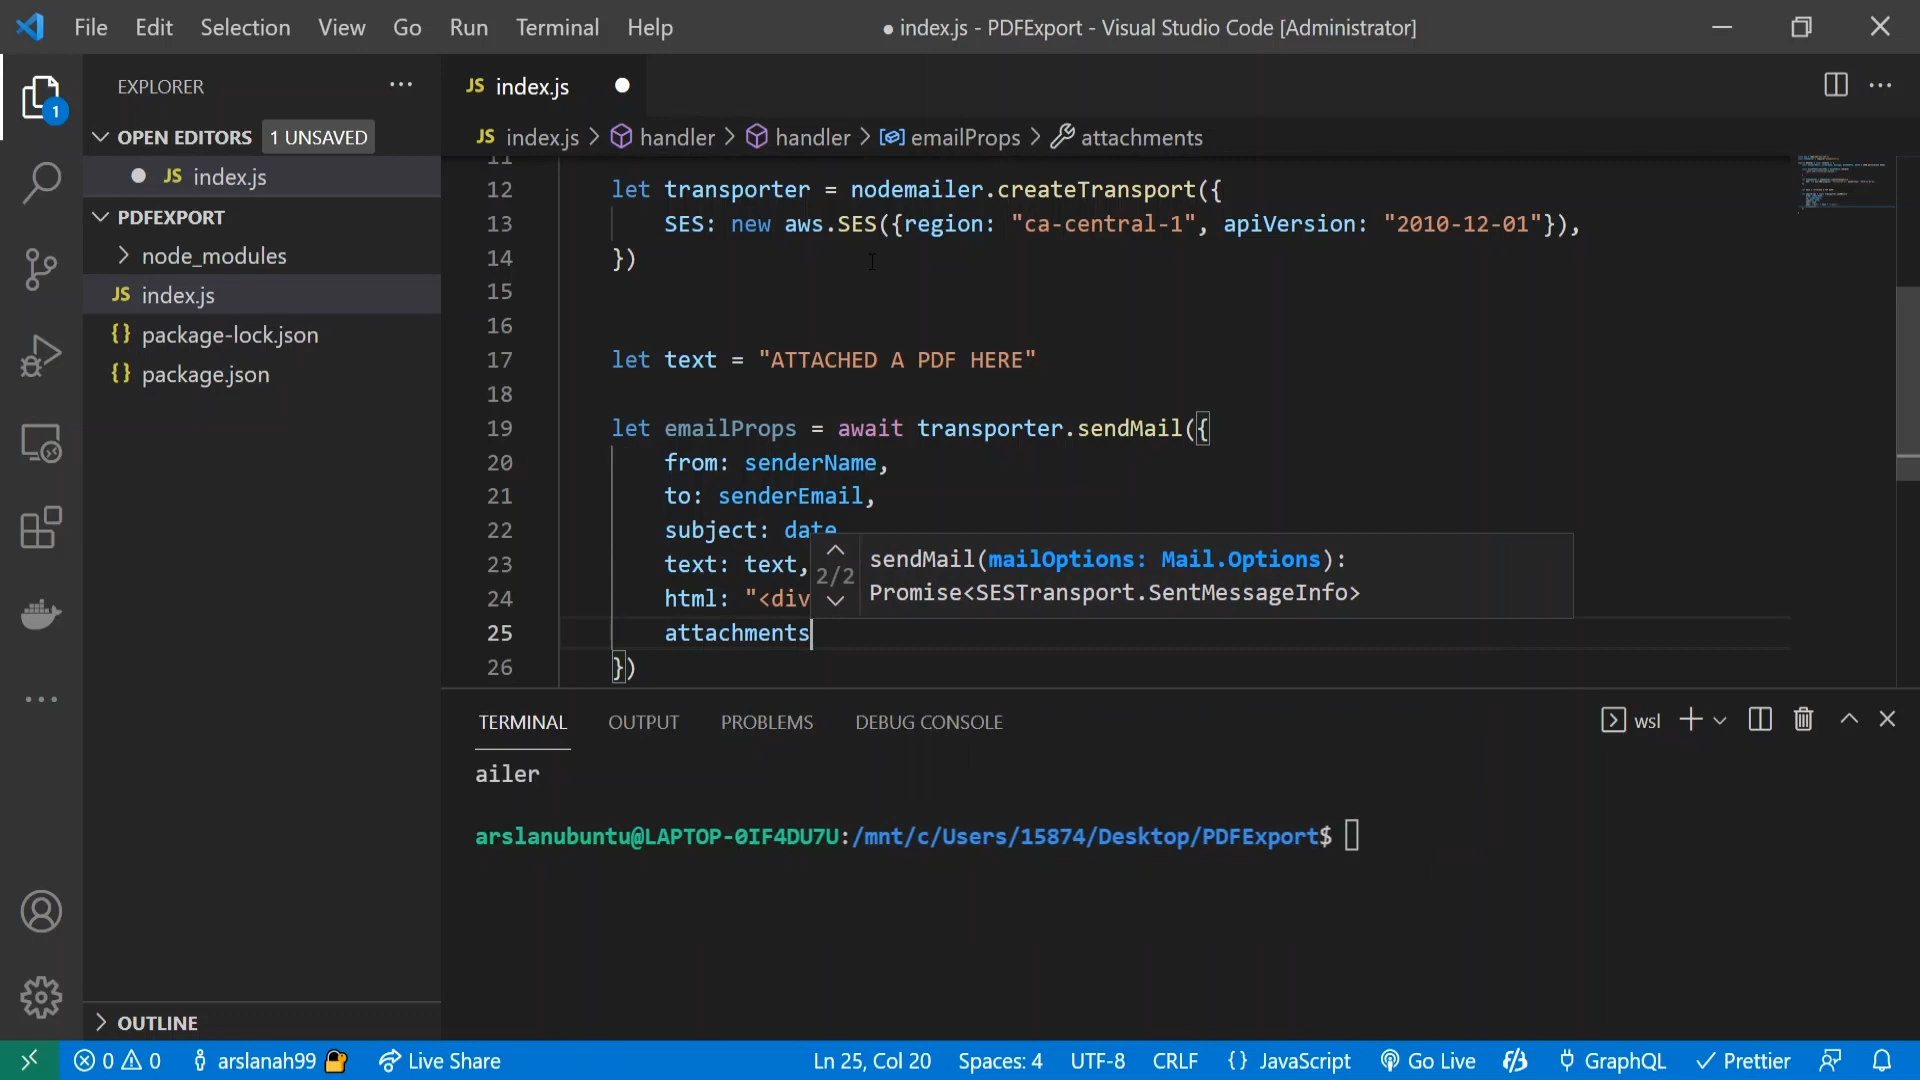 File Edit Selection View Go Run Terminal Help
● index.js - PDFExport - Visual Studio Code [Administrator]
EXPLORER
OPEN EDITORS 1 UNSAVED
JS index.js
PDFEXPORT
node_modules
JS index.js
{} package-lock.json
{} package.json
OUTLINE
1
JS index.js
JS index.js > handler > handler > emailProps > attachments
11
12 let transporter = nodemailer.createTransport({
13 SES: new aws.SES({region: "ca-central-1", apiVersion: "2010-12-01"}),
14 })
15
16
17 let text = "ATTACHED A PDF HERE"
18
19 let emailProps = await transporter.sendMail({
20 from: senderName,
21 to: senderEmail,
22 subject: date
23 text: text,
24 html: "<div
25 attachments
26 })
2/2
sendMail(mailOptions: Mail.Options):
Promise<SESTransport.SentMessageInfo>
TERMINAL OUTPUT PROBLEMS DEBUG CONSOLE
wsl
ailer
arslanubuntu@LAPTOP-0IF4DU7U:/mnt/c/Users/15874/Desktop/PDFExport$
0 0 arslanah99 Live Share Ln 25, Col 20 Spaces: 4 UTF-8 CRLF {} JavaScript Go Live GraphQL Prettier